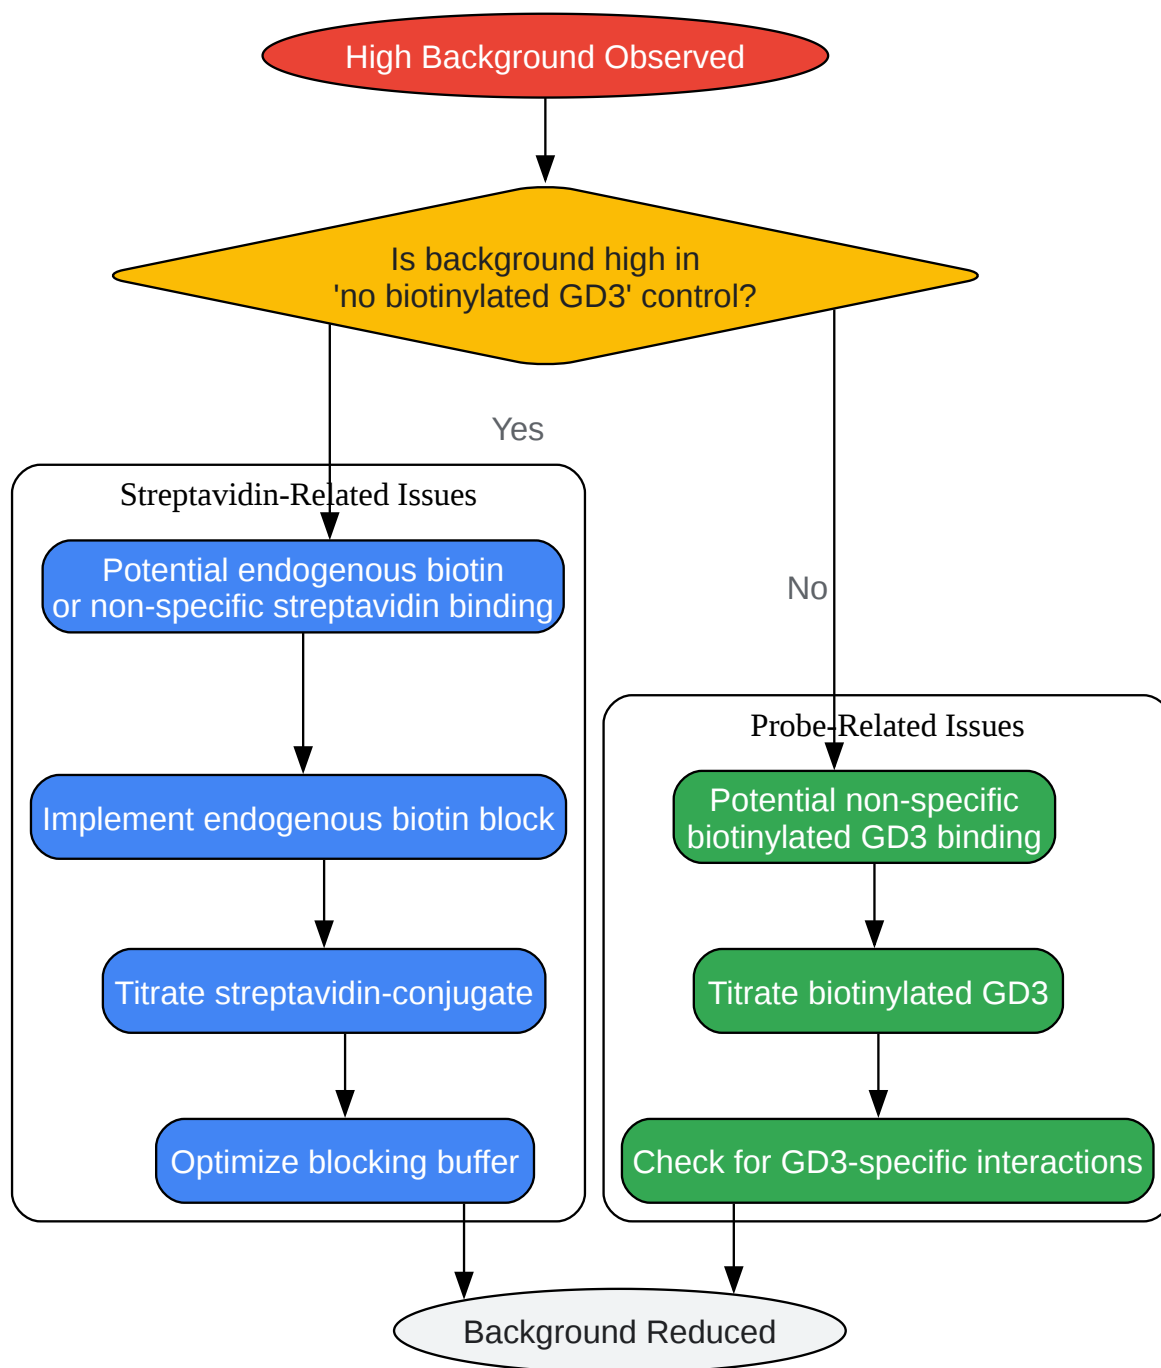 High Background Observed
Is background high in
'no biotinylated GD3' control?
Yes
Streptavidin-Related Issues
Potential endogenous biotin
or non-specific streptavidin binding
Implement endogenous biotin block
Titrate streptavidin-conjugate
Optimize blocking buffer
No
Probe-Related Issues
Potential non-specific
biotinylated GD3 binding
Titrate biotinylated GD3
Check for GD3-specific interactions
Background Reduced